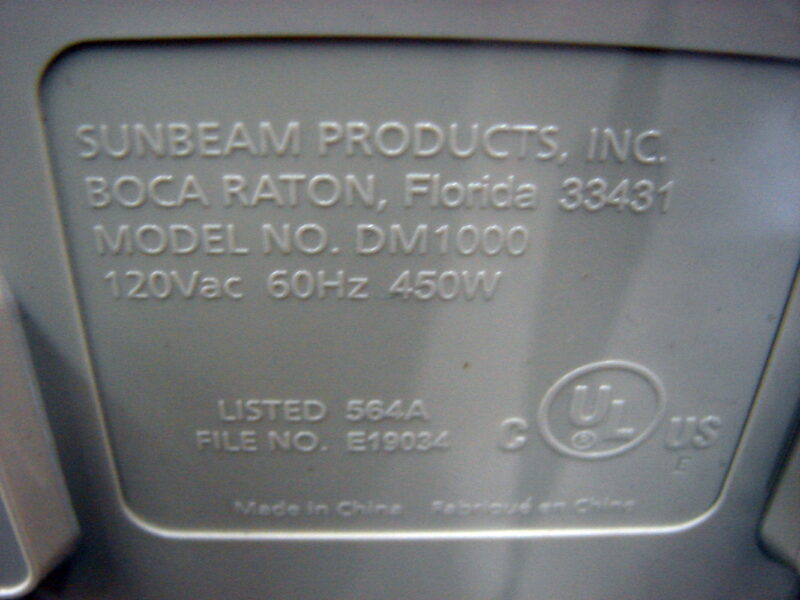 SUNBEAM PRODUCTS, INC.
BOCA RATON, Florida 33431
MODEL NO. DM1000
120Vac 60Hz 450W
LISTED 564A
FILE NO. E19034
C UL® US
E
Made in China Fabriqué en China